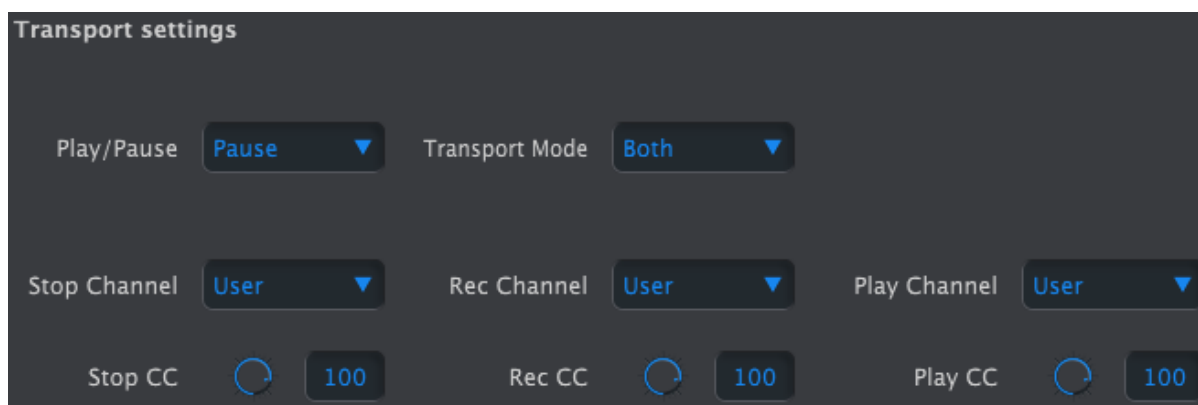 Transport settings
Play/Pause Pause Transport Mode Both
Stop Channel User Rec Channel User Play Channel User
Stop CC 100 Rec CC 100 Play CC 100